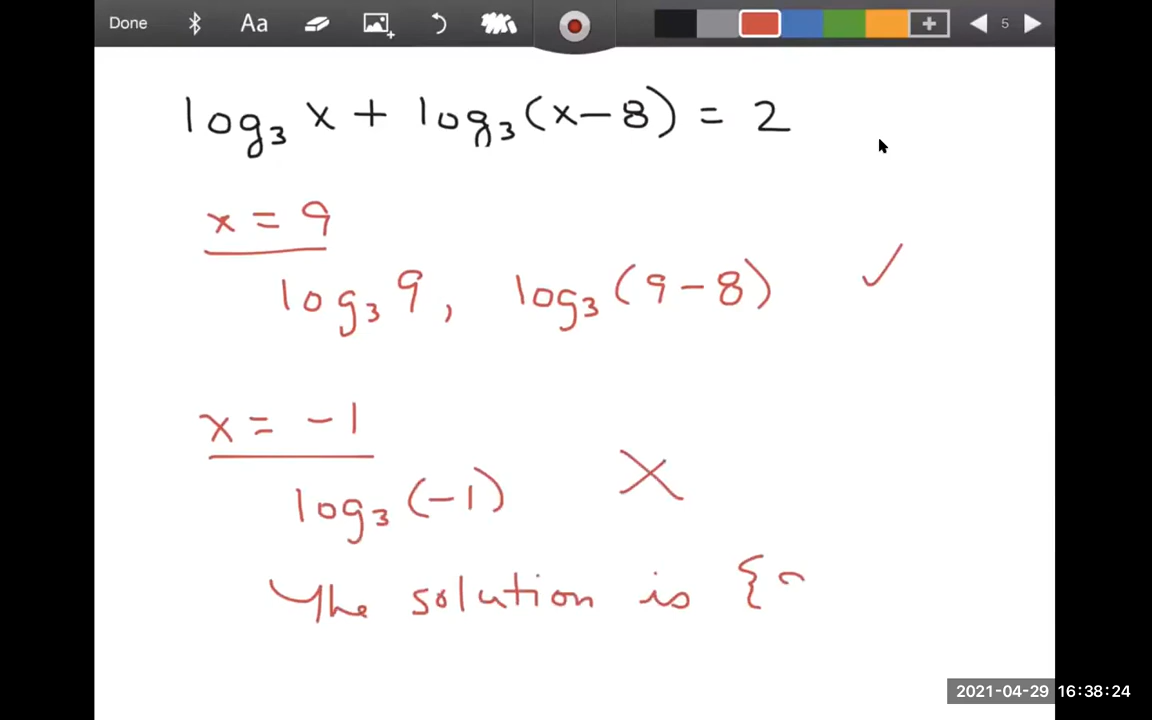 Done Aa 5
log₃ x + log₃(x-8) = 2
x = 9
log₃ 9, log₃(9-8) ✓
x = -1
log₃(-1) X
The solution is {
2021-04-29 16:38:24